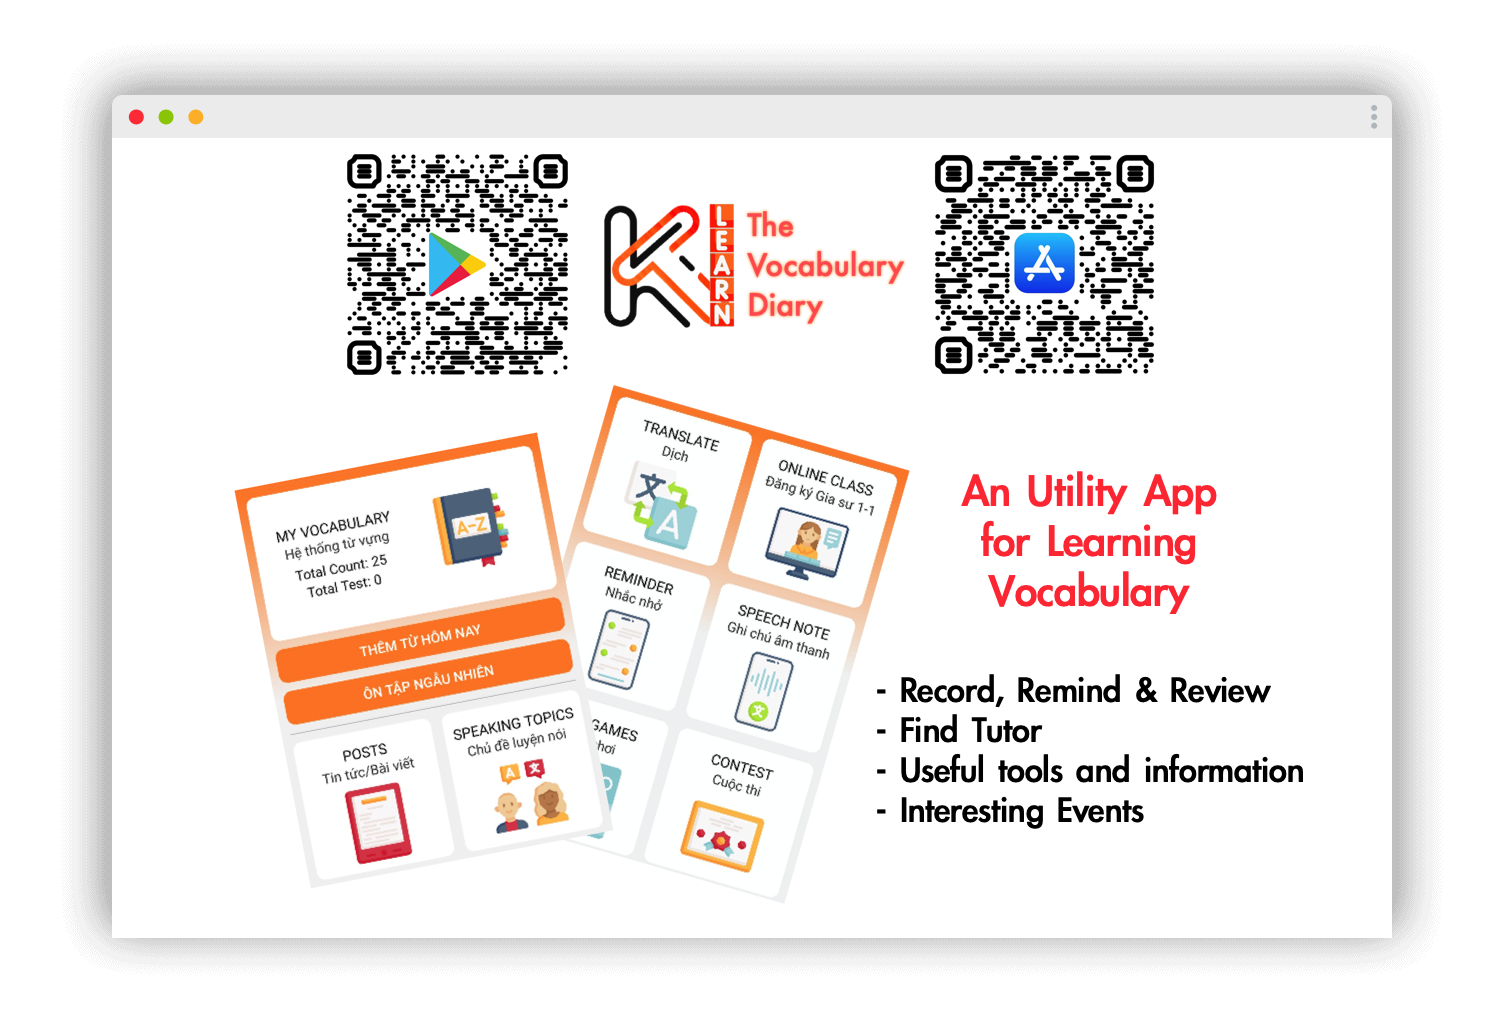 LEARN
The
Vocabulary
Diary
MY VOCABULARY
Hệ thống từ vựng
Total Count: 25
Total Test: 0
A-Z
THÊM TỪ HÔM NAY
ÔN TẬP NGẪU NHIÊN
POSTS
Tin tức/Bài viết
SPEAKING TOPICS
Chủ đề luyện nói
A 文
TRANSLATE
Dịch
文
A
ONLINE CLASS
Đăng ký Gia sư 1-1
REMINDER
Nhắc nhở
SPEECH NOTE
Ghi chú âm thanh
文
GAMES
CONTEST
Cuộc thi
An Utility App
for Learning
Vocabulary
- Record, Remind & Review
- Find Tutor
- Useful tools and information
- Interesting Events